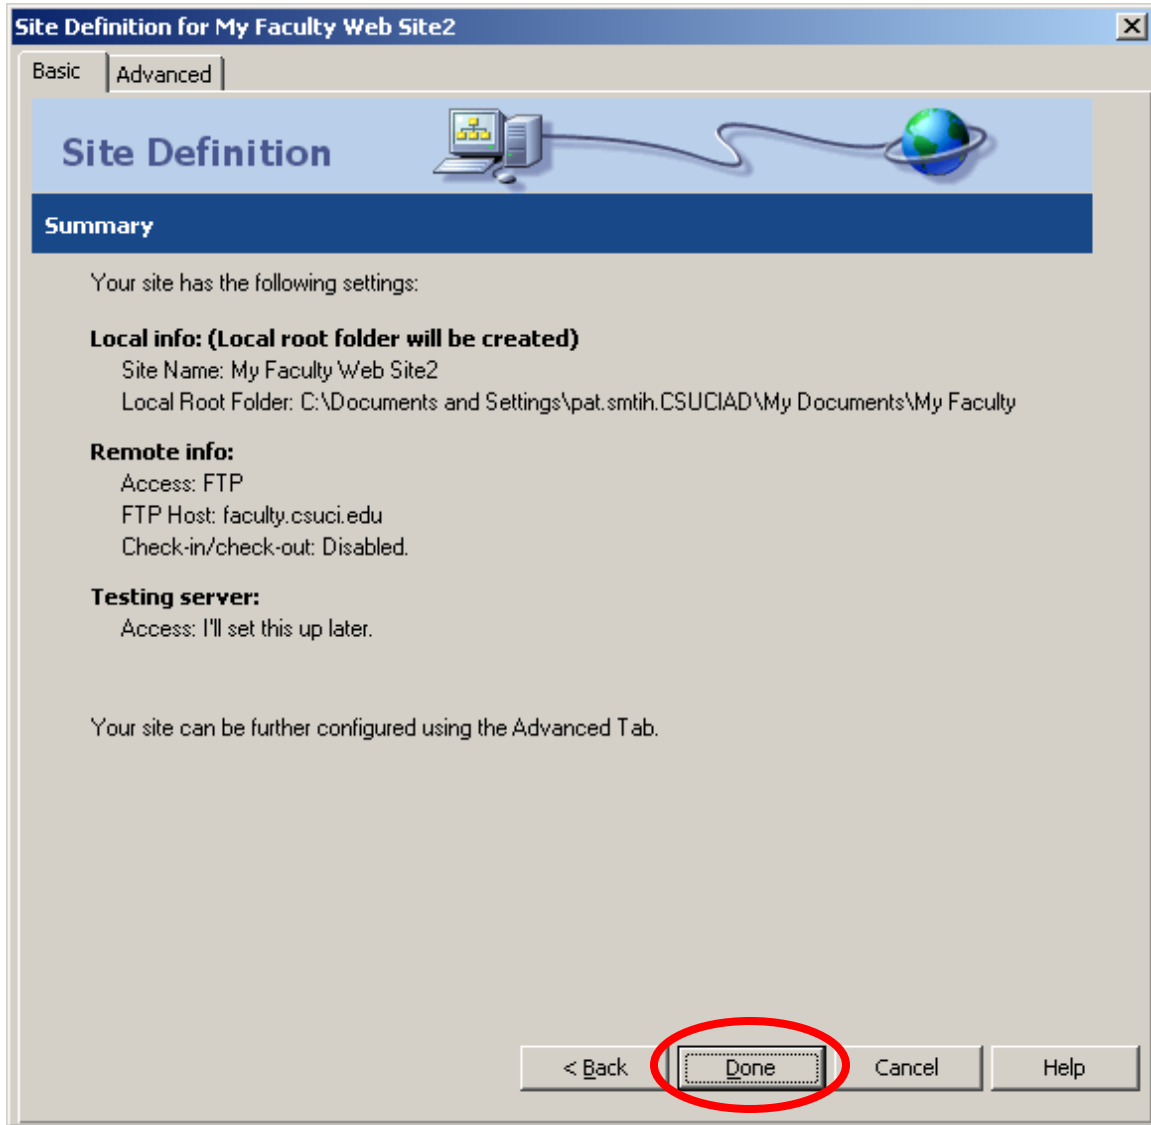 Site Definition for My Faculty Web Site2
Basic
Advanced
Site Definition
Summary
Your site has the following settings:
Local info: (Local root folder will be created)
Site Name: My Faculty Web Site2
Local Root Folder: C:\Documents and Settings\pat.smtih.CSUCIAD\My Documents\My Faculty
Remote info:
Access: FTP
FTP Host: faculty.csuci.edu
Check-in/check-out: Disabled.
Testing server:
Access: I'll set this up later.
Your site can be further configured using the Advanced Tab.
< Back
Done
Cancel
Help